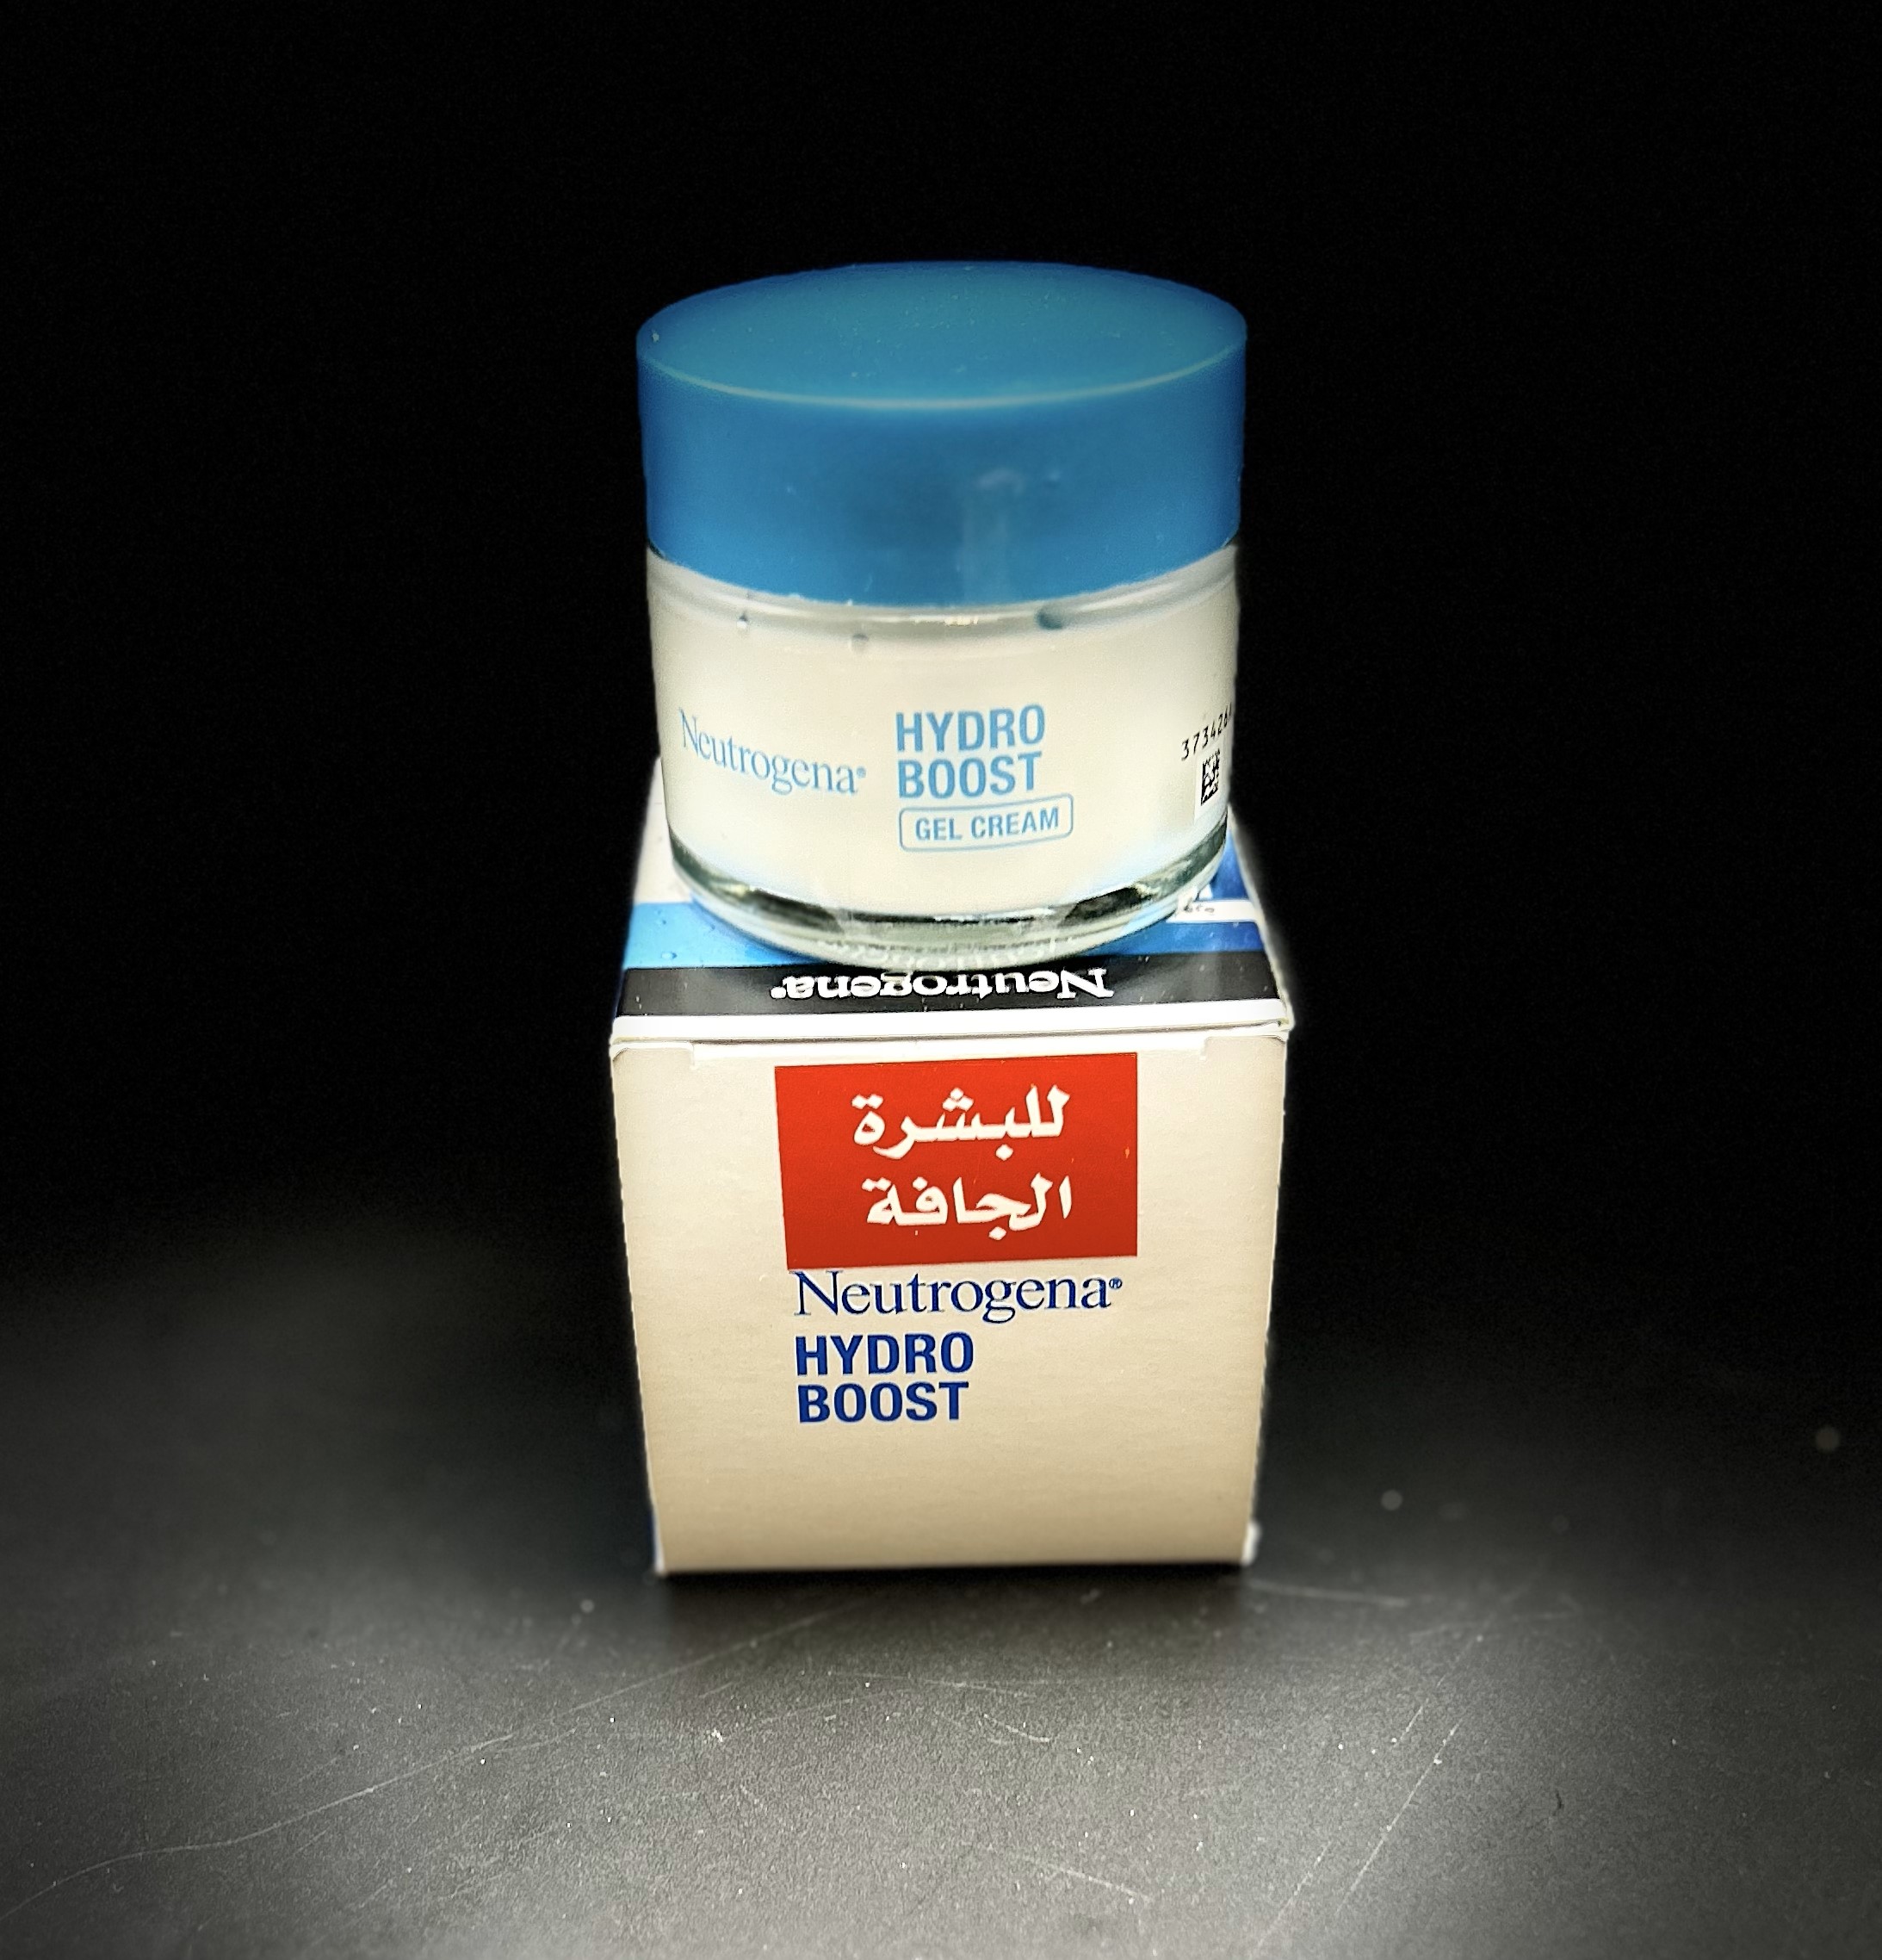 Neutrogena®
HYDRO
BOOST
GEL CREAM
Neutrogena®
للبشرة
الجافة
Neutrogena®
HYDRO
BOOST